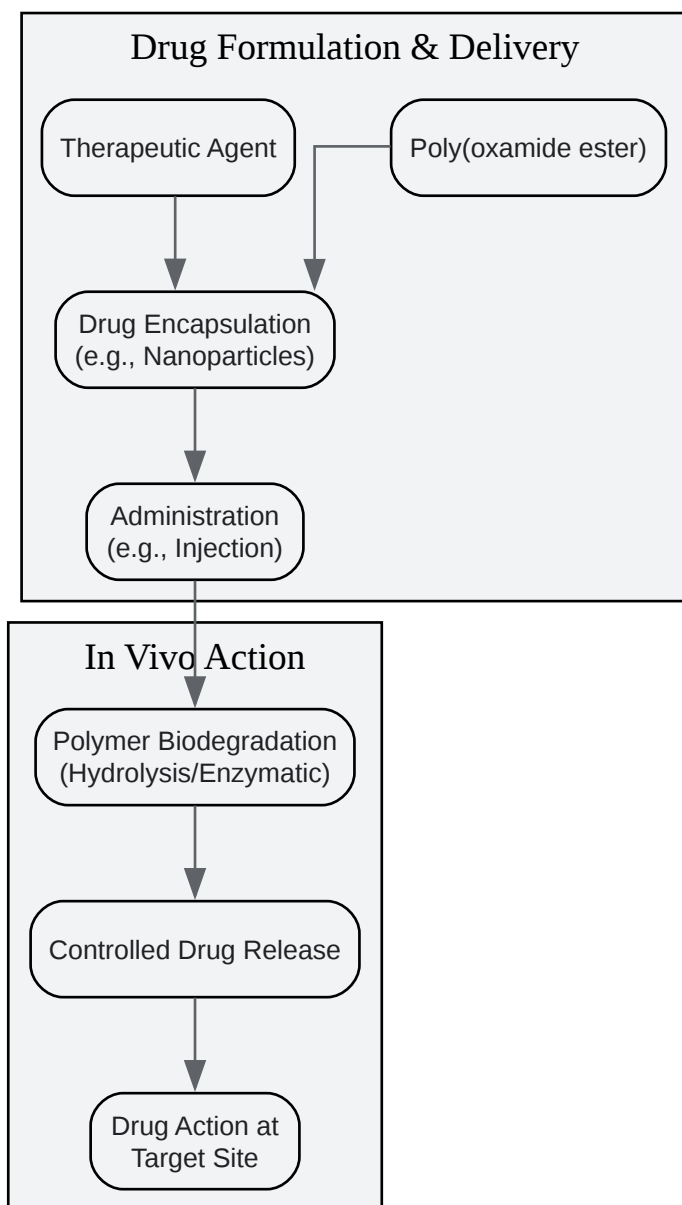 Drug Formulation & Delivery
Therapeutic Agent
Poly(oxamide ester)
Drug Encapsulation
(e.g., Nanoparticles)
Administration
(e.g., Injection)
In Vivo Action
Polymer Biodegradation
(Hydrolysis/Enzymatic)
Controlled Drug Release
Drug Action at
Target Site